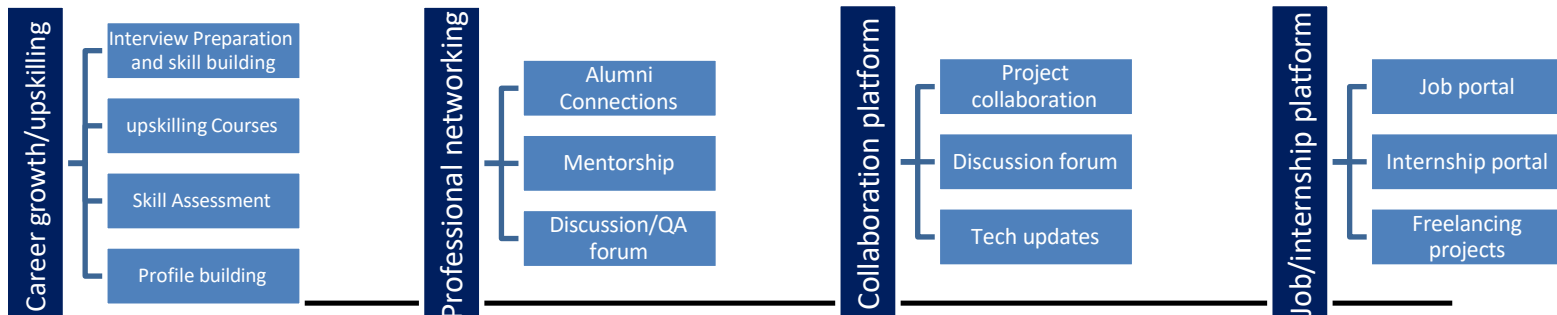 Career growth/upskilling
Interview Preparation
and skill building
upskilling Courses
Skill Assessment
Profile building
Professional networking
Alumni
Connections
Mentorship
Discussion/QA
forum
Collaboration platform
Project
collaboration
Discussion forum
Tech updates
Job/internship platform
Job portal
Internship portal
Freelancing
projects